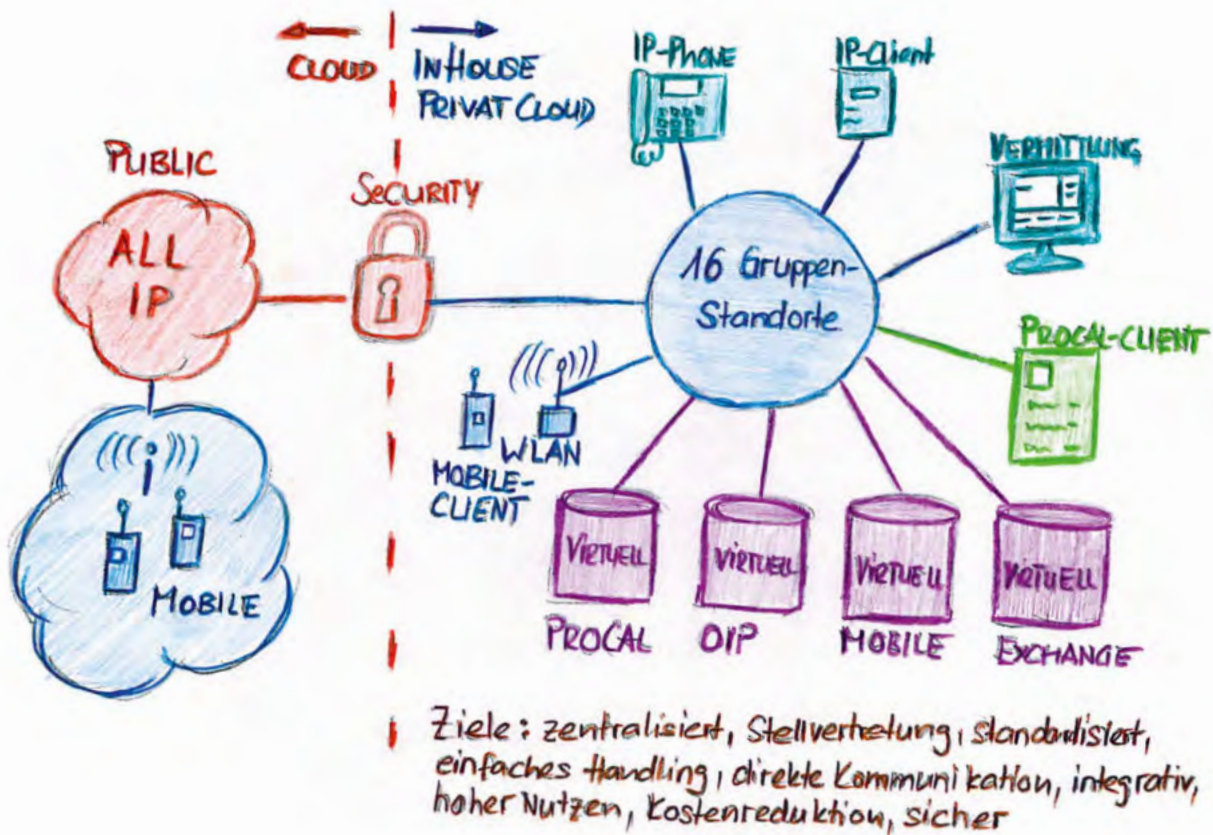 CLOUD
INHOUSE
PRIVAT CLOUD
IP-PHONE
IP-Client
VERMITTLUNG
PUBLIC
ALL
IP
SECURITY
16 Gruppen-
Standorte
PROCAL-CLIENT
WLAN
MOBILE-
CLIENT
MOBILE
VIRTUELL
VIRTUELL
VIRTUELL
VIRTUELL
PROCAL
OIP
MOBILE
EXCHANGE
Ziele: zentralisiert, Stellvertretung, standardisiert,
einfaches Handling, direkte Kommunikation, integrativ,
hoher Nutzen, Kostenreduktion, sicher